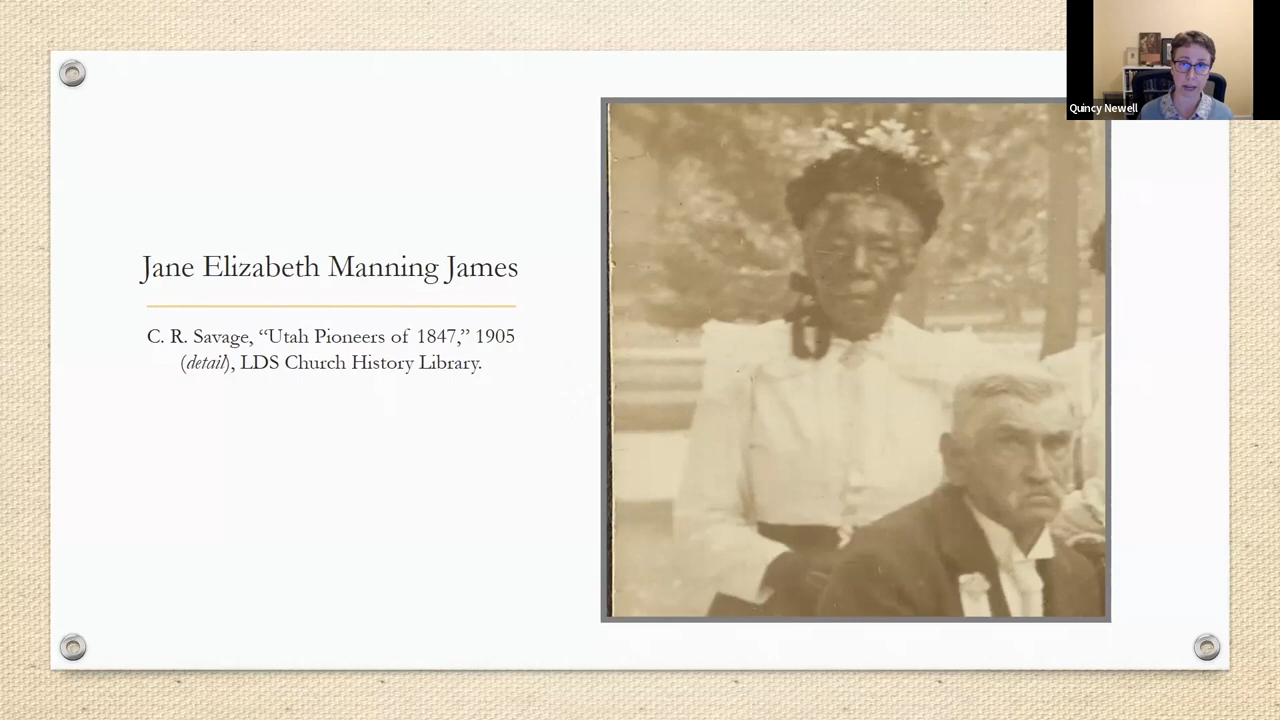 Quincy Newell
Jane Elizabeth Manning James
C. R. Savage, “Utah Pioneers of 1847,” 1905
(detail), LDS Church History Library.